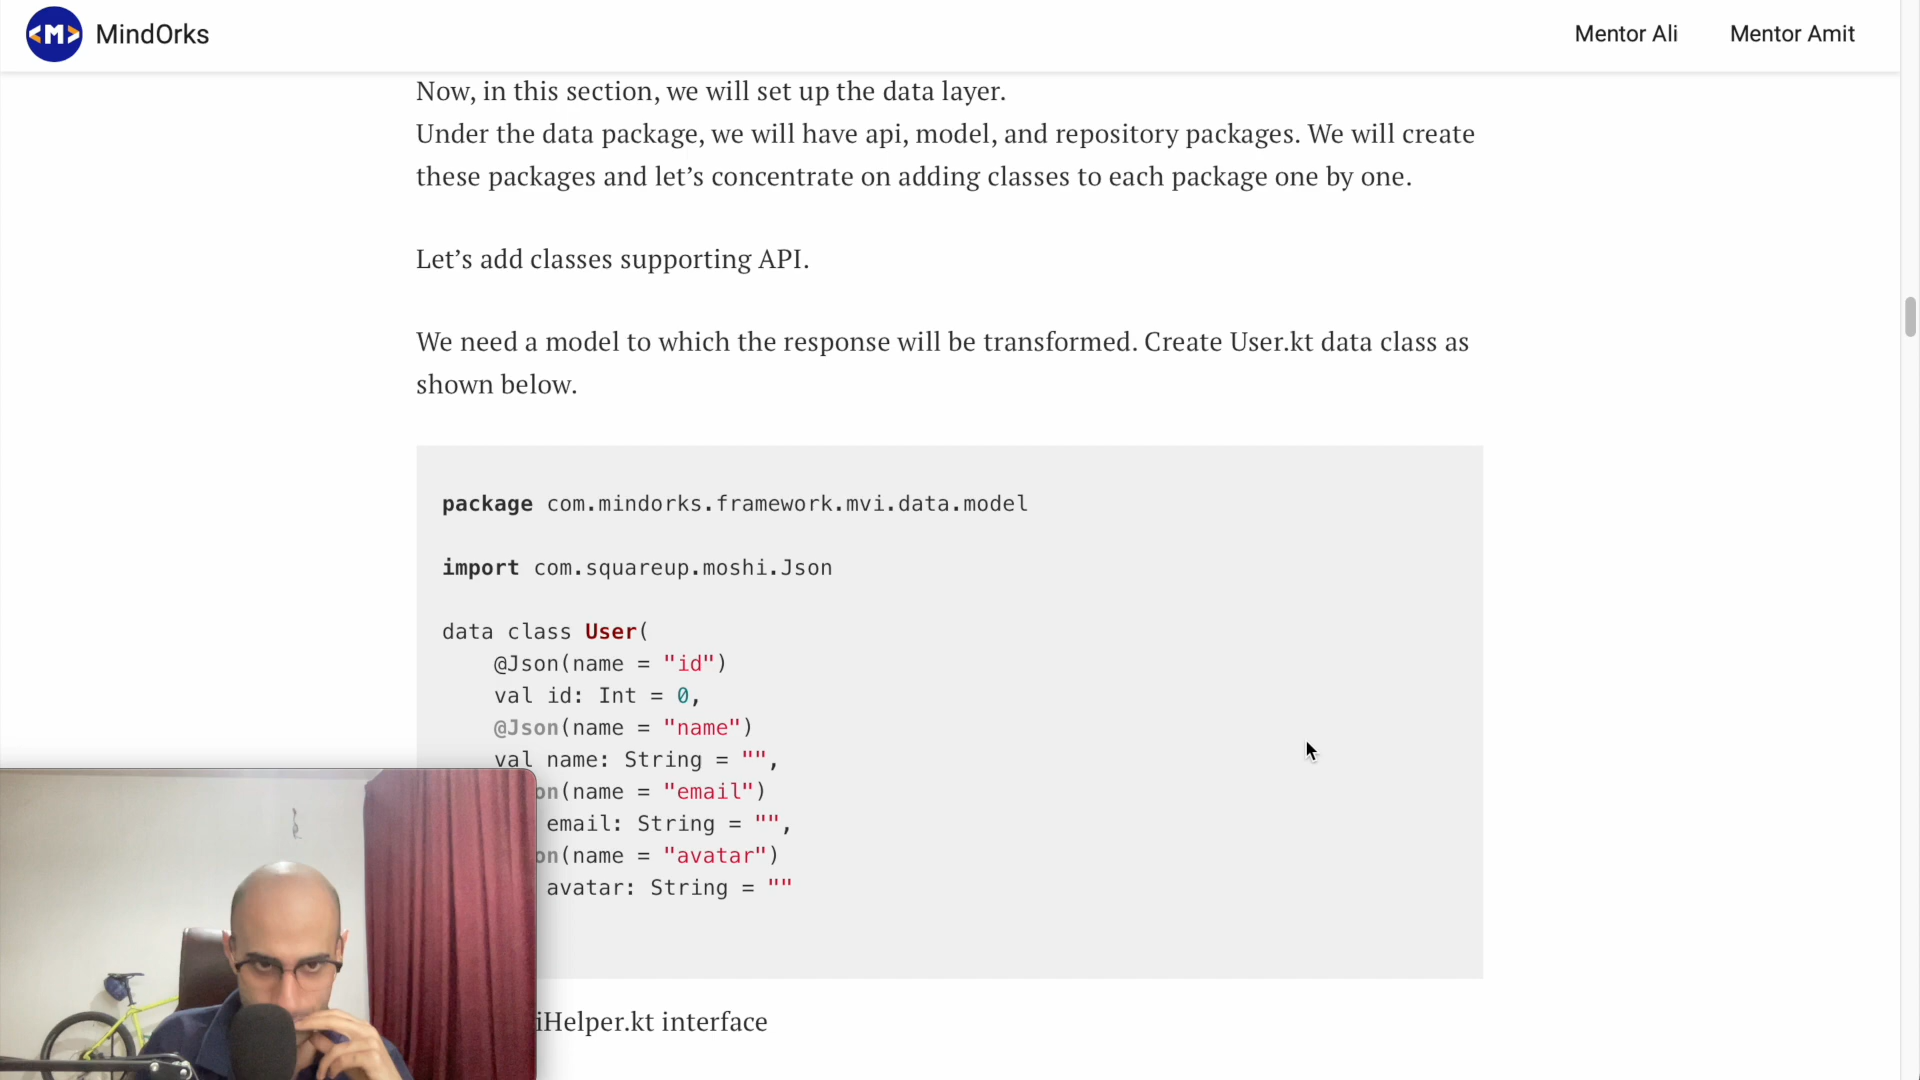 <M> MindOrks
Mentor Ali
Mentor Amit
Now, in this section, we will set up the data layer.
Under the data package, we will have api, model, and repository packages. We will create
these packages and let’s concentrate on adding classes to each package one by one.
Let’s add classes supporting API.
We need a model to which the response will be transformed. Create User.kt data class as
shown below.
package com.mindorks.framework.mvi.data.model
import com.squareup.moshi.Json
data class User(
@Json(name = "id")
val id: Int = 0,
@Json(name = "name")
val name: String = "",
on(name = "email")
email: String = "",
on(name = "avatar")
avatar: String = ""
iHelper.kt interface